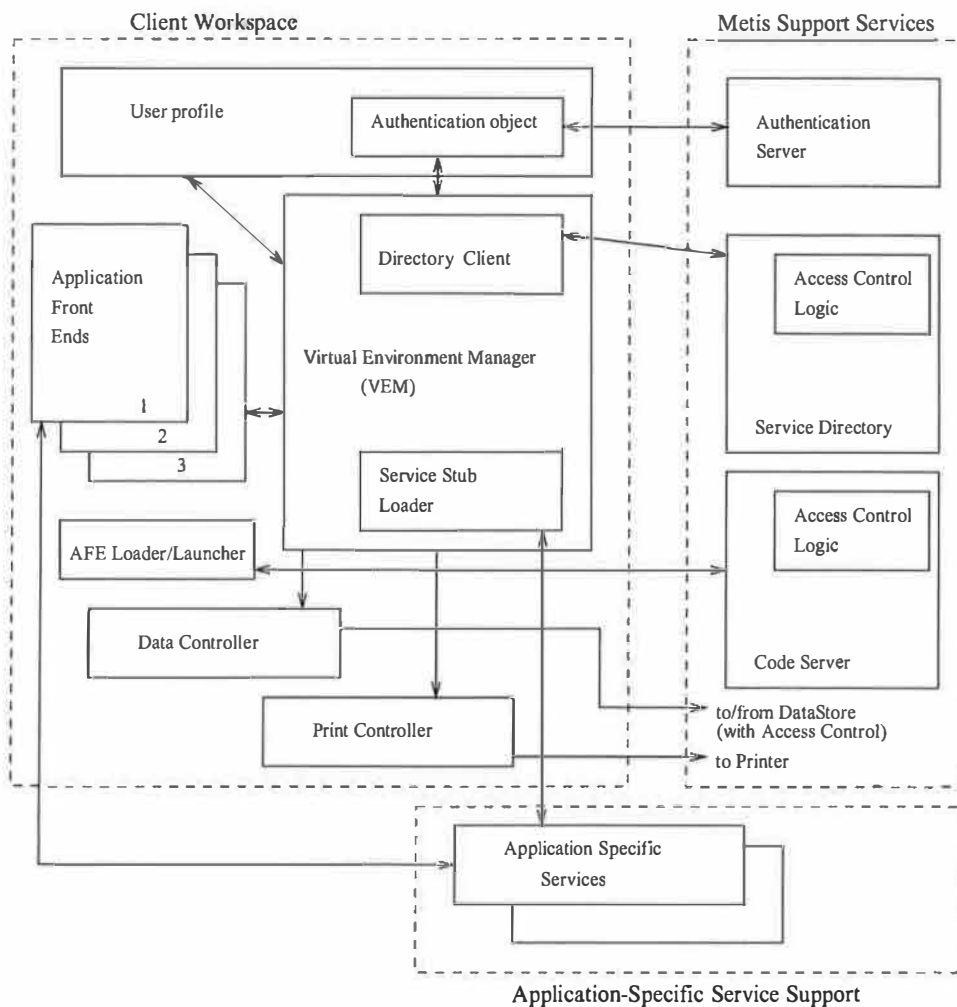 Client Workspace
Metis Support Services
User profile
Authentication object
Authentication
Server
Directory Client
Application
Front
Ends
1
2
3
Virtual Environment Manager
(VEM)
Access Control
Logic
Service Directory
Service Stub
Loader
Access Control
Logic
Code Server
AFE Loader/Launcher
Data Controller
Print Controller
to/from DataStore
(with Access Control)
to Printer
Application Specific
Services
Application-Specific Service Support